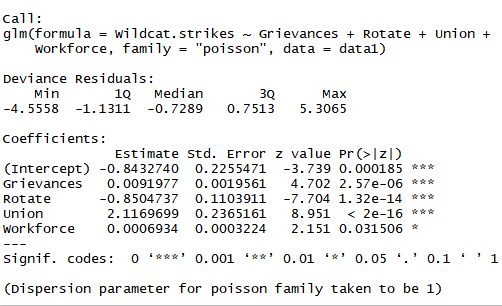 Call:
glm(formula = Wildcat.strikes ~ Grievances + Rotate + Union +
    Workforce, family = "poisson", data = data1)

Deviance Residuals:
    Min       1Q   Median       3Q      Max
-4.5558  -1.1311  -0.7289   0.7513   5.3065

Coefficients:
              Estimate Std. Error z value Pr(>|z|)
(Intercept) -0.8432740  0.2255471  -3.739 0.000185 ***
Grievances   0.0091977  0.0019561   4.702 2.57e-06 ***
Rotate      -0.8504737  0.1103911  -7.704 1.32e-14 ***
Union        2.1169699  0.2365161   8.951  < 2e-16 ***
Workforce    0.0006934  0.0003224   2.151 0.031506 *
---
Signif. codes:  0 ‘***’ 0.001 ‘**’ 0.01 ‘*’ 0.05 ‘.’ 0.1 ‘ ’ 1

(Dispersion parameter for poisson family taken to be 1)